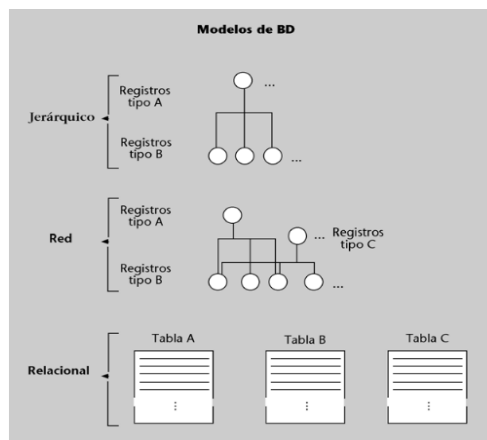 Modelos de BD
Jerárquico
Registros
tipo A
...
Registros
tipo B
...
Red
Registros
tipo A
... Registros
tipo C
Registros
tipo B
...
Relacional
Tabla A
Tabla B
Tabla C